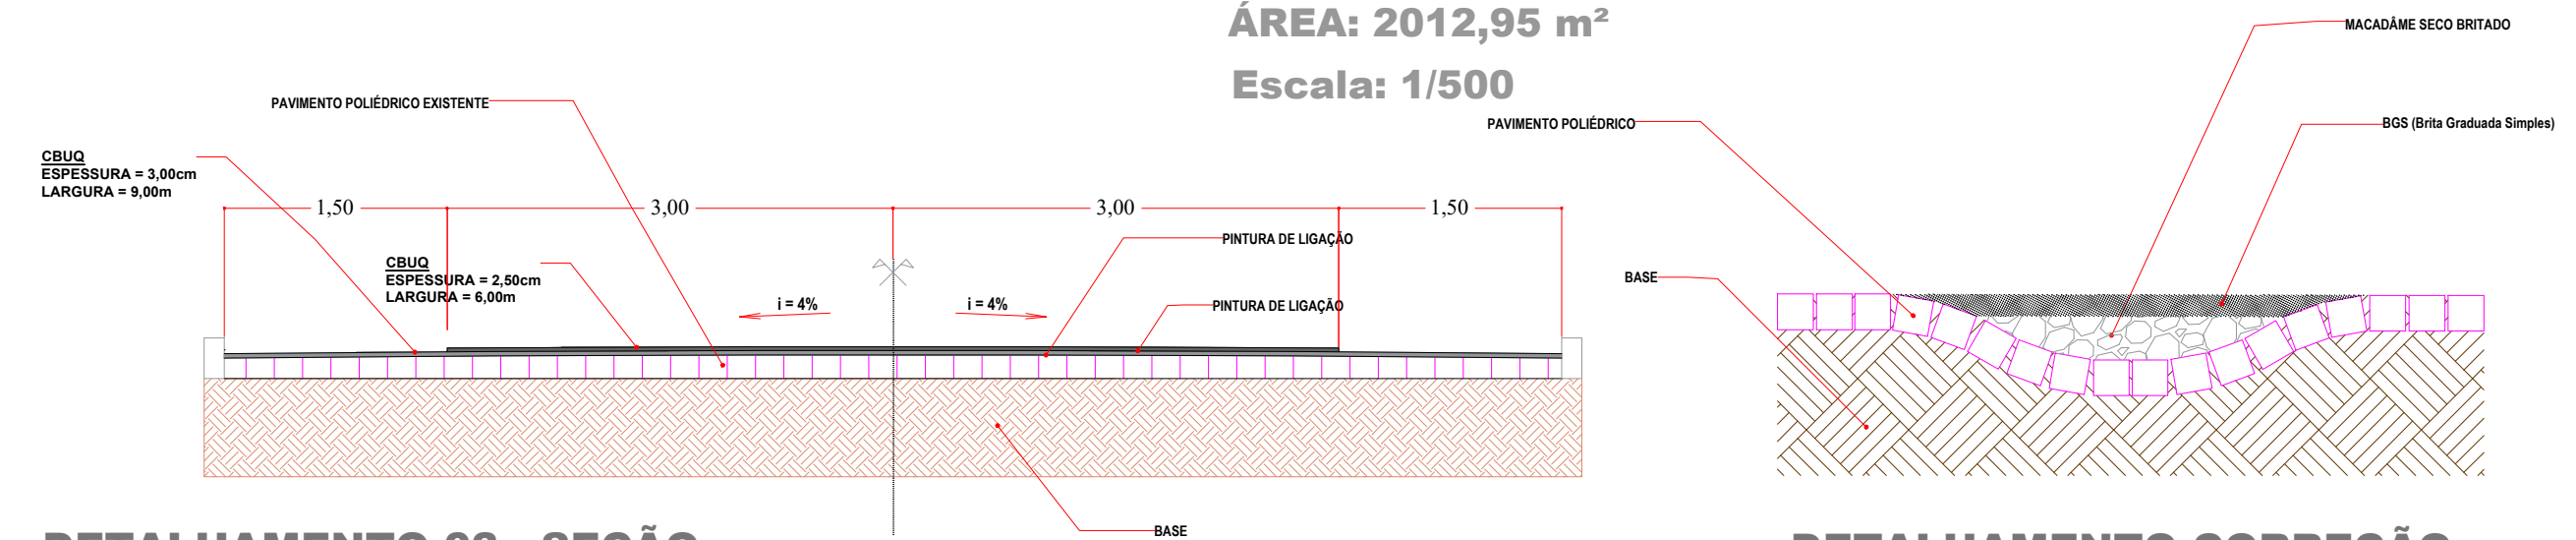 ÁREA: 2012,95 m²
Escala: 1/500
MACADÂME SECO BRITADO
PAVIMENTO POLIÉDRICO EXISTENTE
PAVIMENTO POLIÉDRICO
BGS (Brita Graduada Simples)
CBUQ
ESPESSURA = 3,00cm
LARGURA = 9,00m
1,50
3,00
3,00
1,50
PINTURA DE LIGAÇÃO
CBUQ
ESPESSURA = 2,50cm
LARGURA = 6,00m
BASE
i = 4%
i = 4%
PINTURA DE LIGAÇÃO
BASE
DETALHAMENTO CORREÇÃO